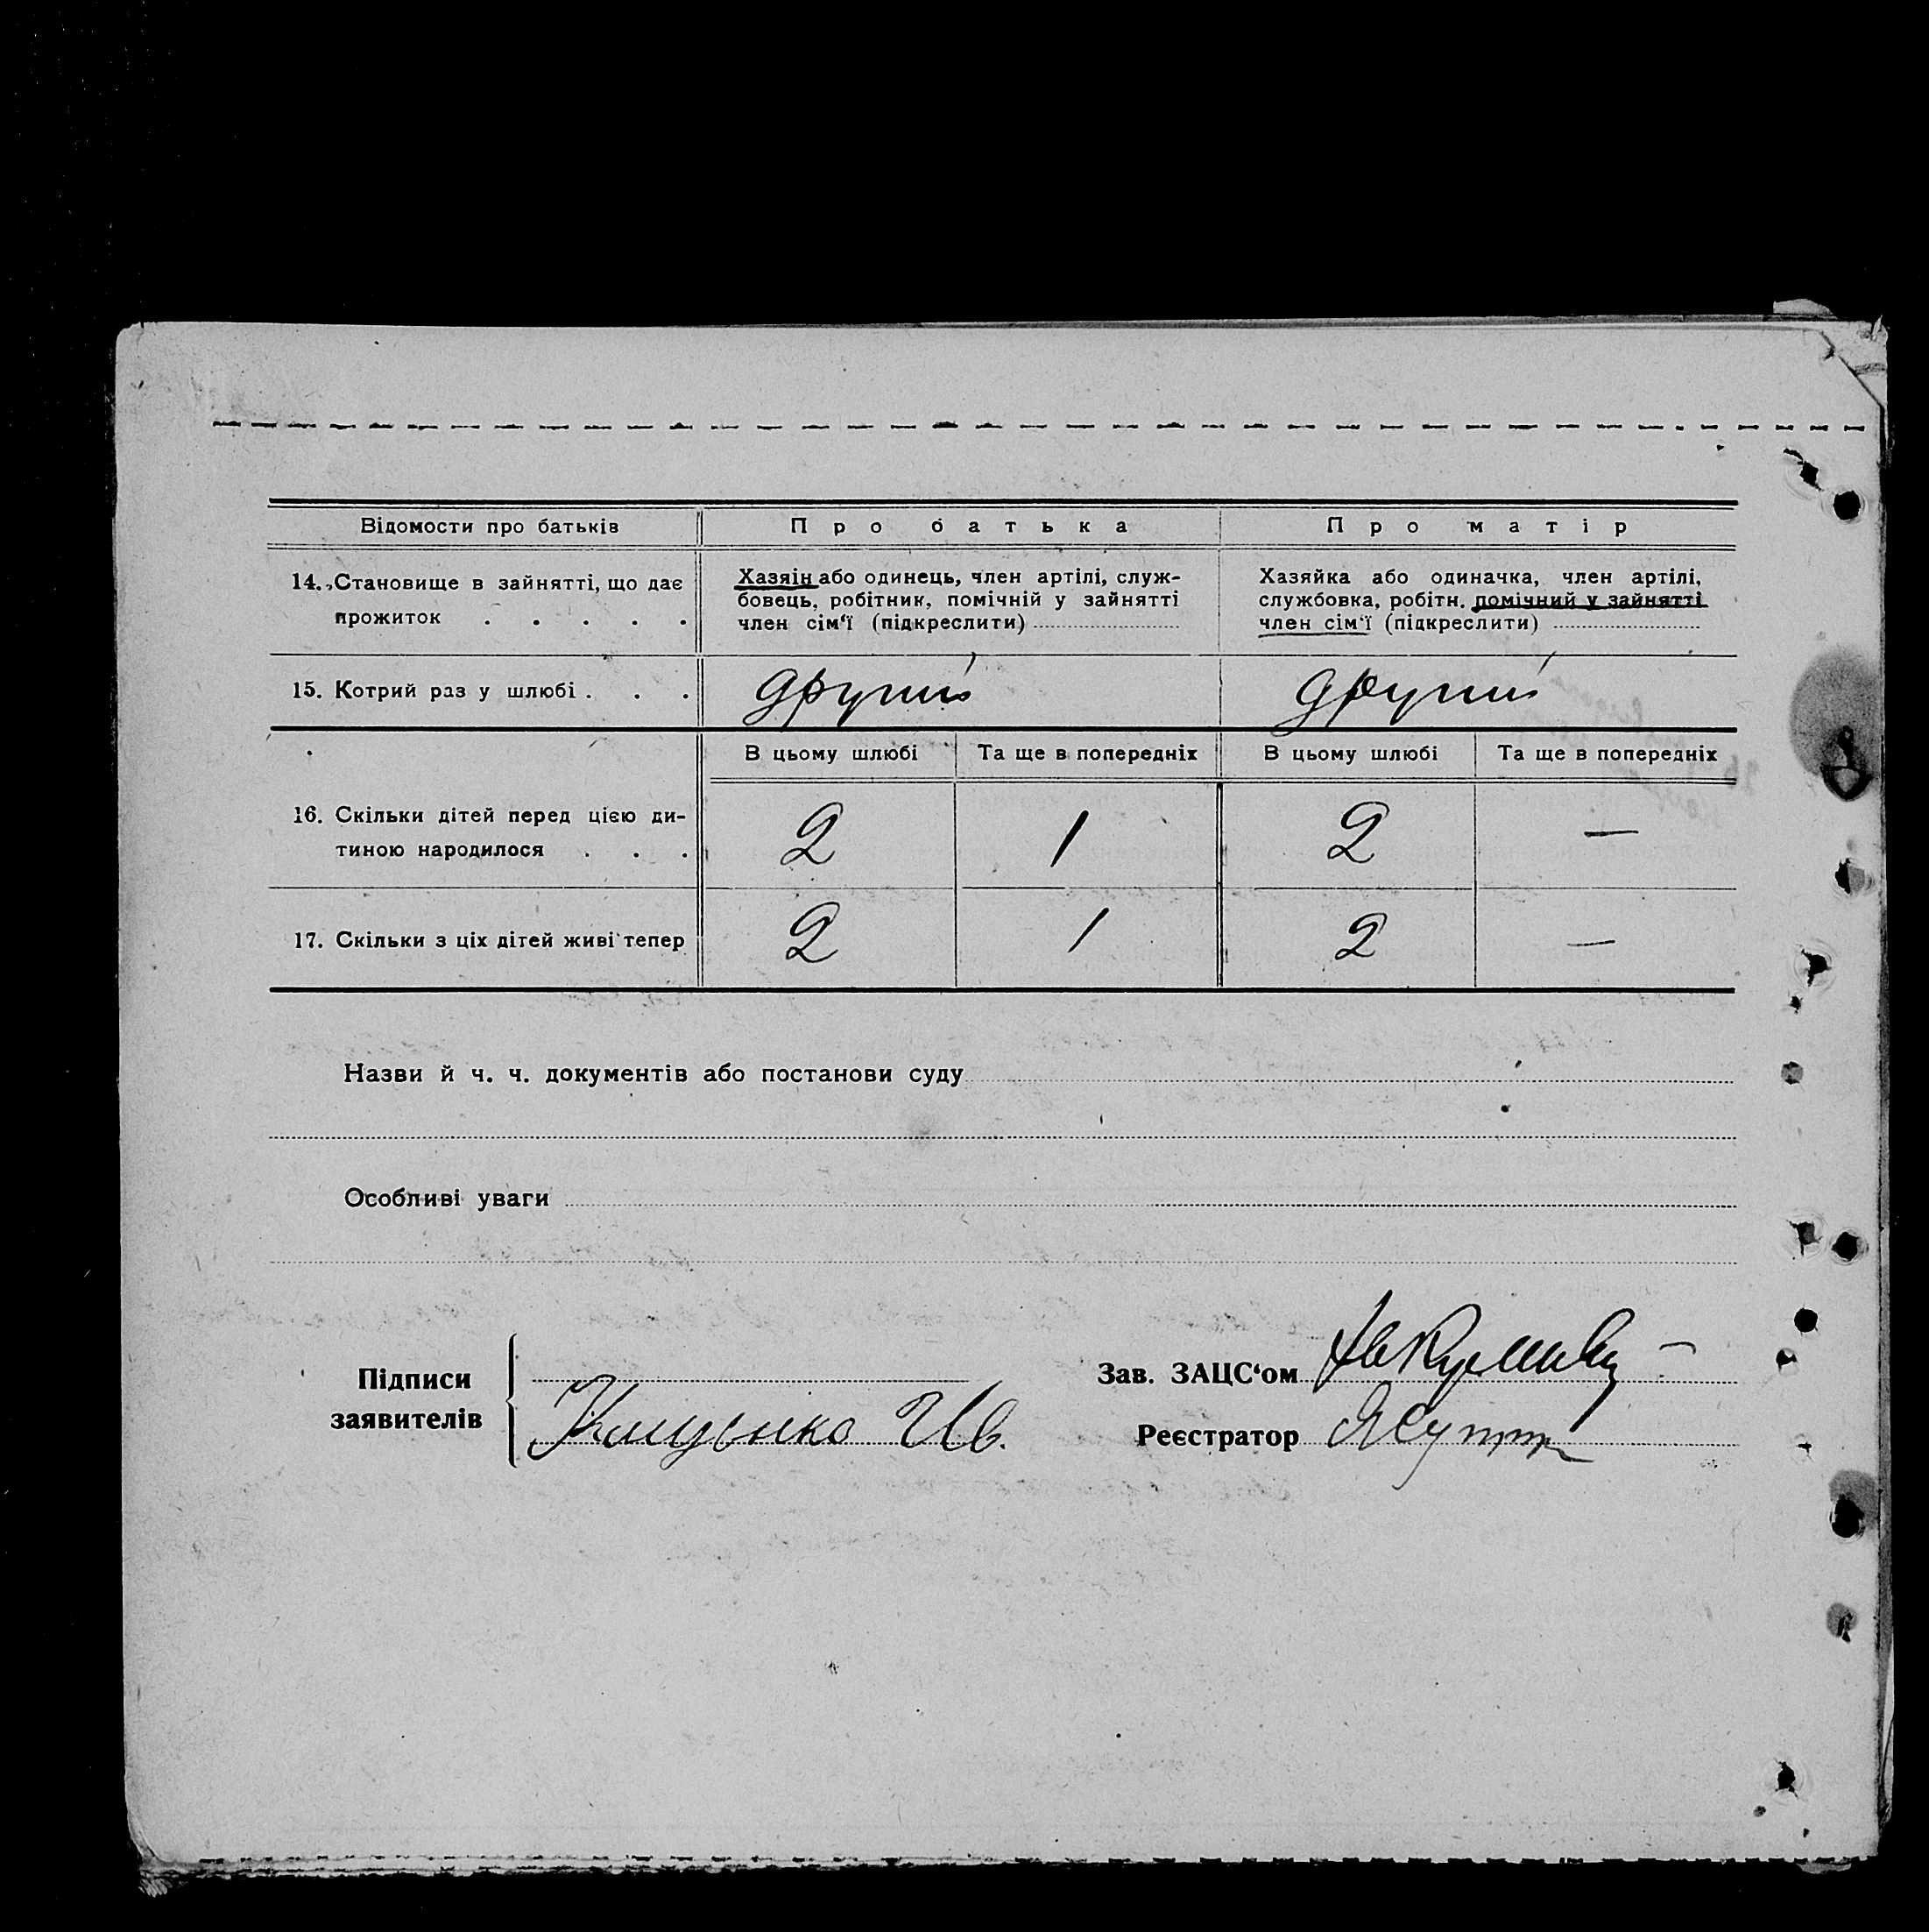 Відомости про батьків Про батька Про матір
14. Становище в зайнятті, що дає
прожиток . . . . .
Хазяїн або одинець, член артілі, служ-
бовець, робітник, помічній у зайнятті
член сім‘ї (підкреслити)
Хазяйка або одиначка, член артілі,
службовка, робітн. помічний у зайнятті
член сім‘ї (підкреслити)
15. Котрий раз у шлюбі . . . другий другий
В цьому шлюбі Та ще в попередніх В цьому шлюбі Та ще в попередніх
16. Скільки дітей перед цією ди-
тиною народилося . . . 2 1 2 —
17. Скільки з ціх дітей живі тепер 2 1 2 —
Назви й ч. ч. документів або постанови суду
Особливі уваги
Підписи
заявителів
Кощенко Ив.
Зав. ЗАЦС‘ом
Реєстратор